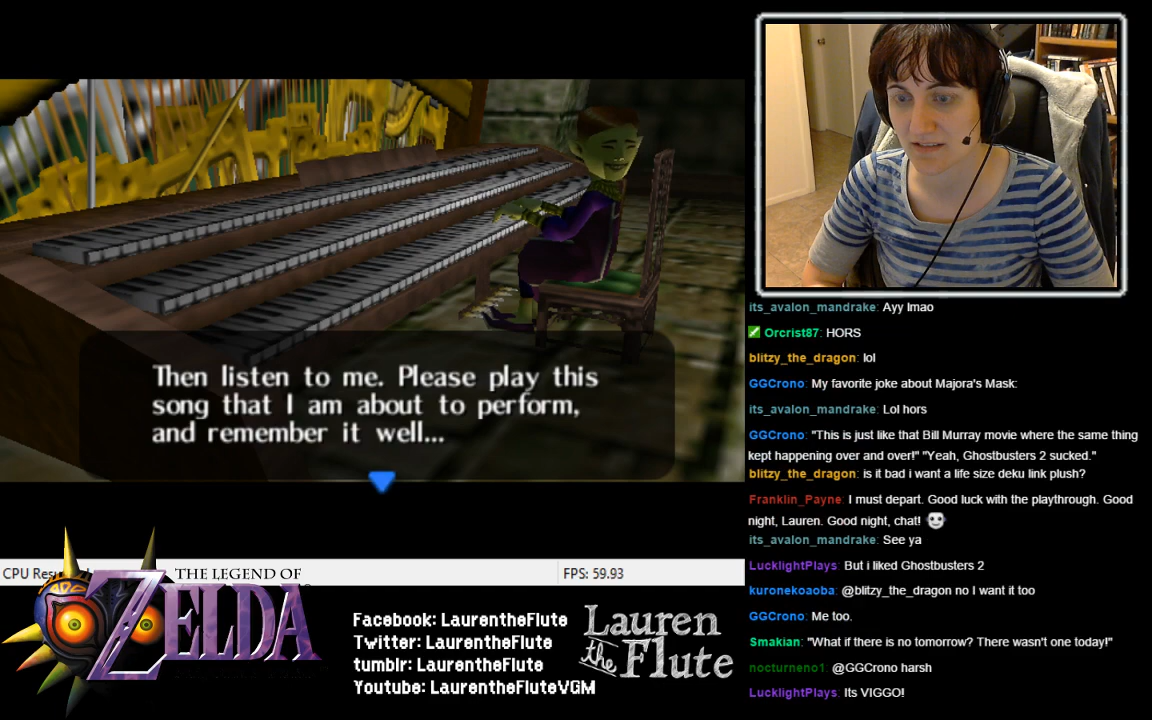 its_avalon_mandrake: Ayy lmao
Orcrist87: HORS
blitzy_the_dragon: lol
GGCrono: My favorite joke about Majora's Mask:
its_avalon_mandrake: Lol hors
GGCrono: "This is just like that Bill Murray movie where the same thing
kept happening over and over!" "Yeah, Ghostbusters 2 sucked."
blitzy_the_dragon: is it bad i want a life size deku link plush?
Franklin_Payne: I must depart. Good luck with the playthrough. Good
night, Lauren. Good night, chat!
its_avalon_mandrake: See ya
LucklightPlays: But i liked Ghostbusters 2
kuronekoaoba: @blitzy_the_dragon no I want it too
GGCrono: Me too.
Smakian: "What if there is no tomorrow? There wasn't one today!"
nocturneno1: @GGCrono harsh
LucklightPlays: Its VIGGO!
Then listen to me. Please play this
song that I am about to perform,
and remember it well...
CPU
FPS: 59.93
THE LEGEND OF
ZELDA
Facebook: LaurentheFlute
Twitter: LaurentheFlute
tumblr: LaurentheFlute
Youtube: LaurentheFluteVGM
Lauren
the Flute